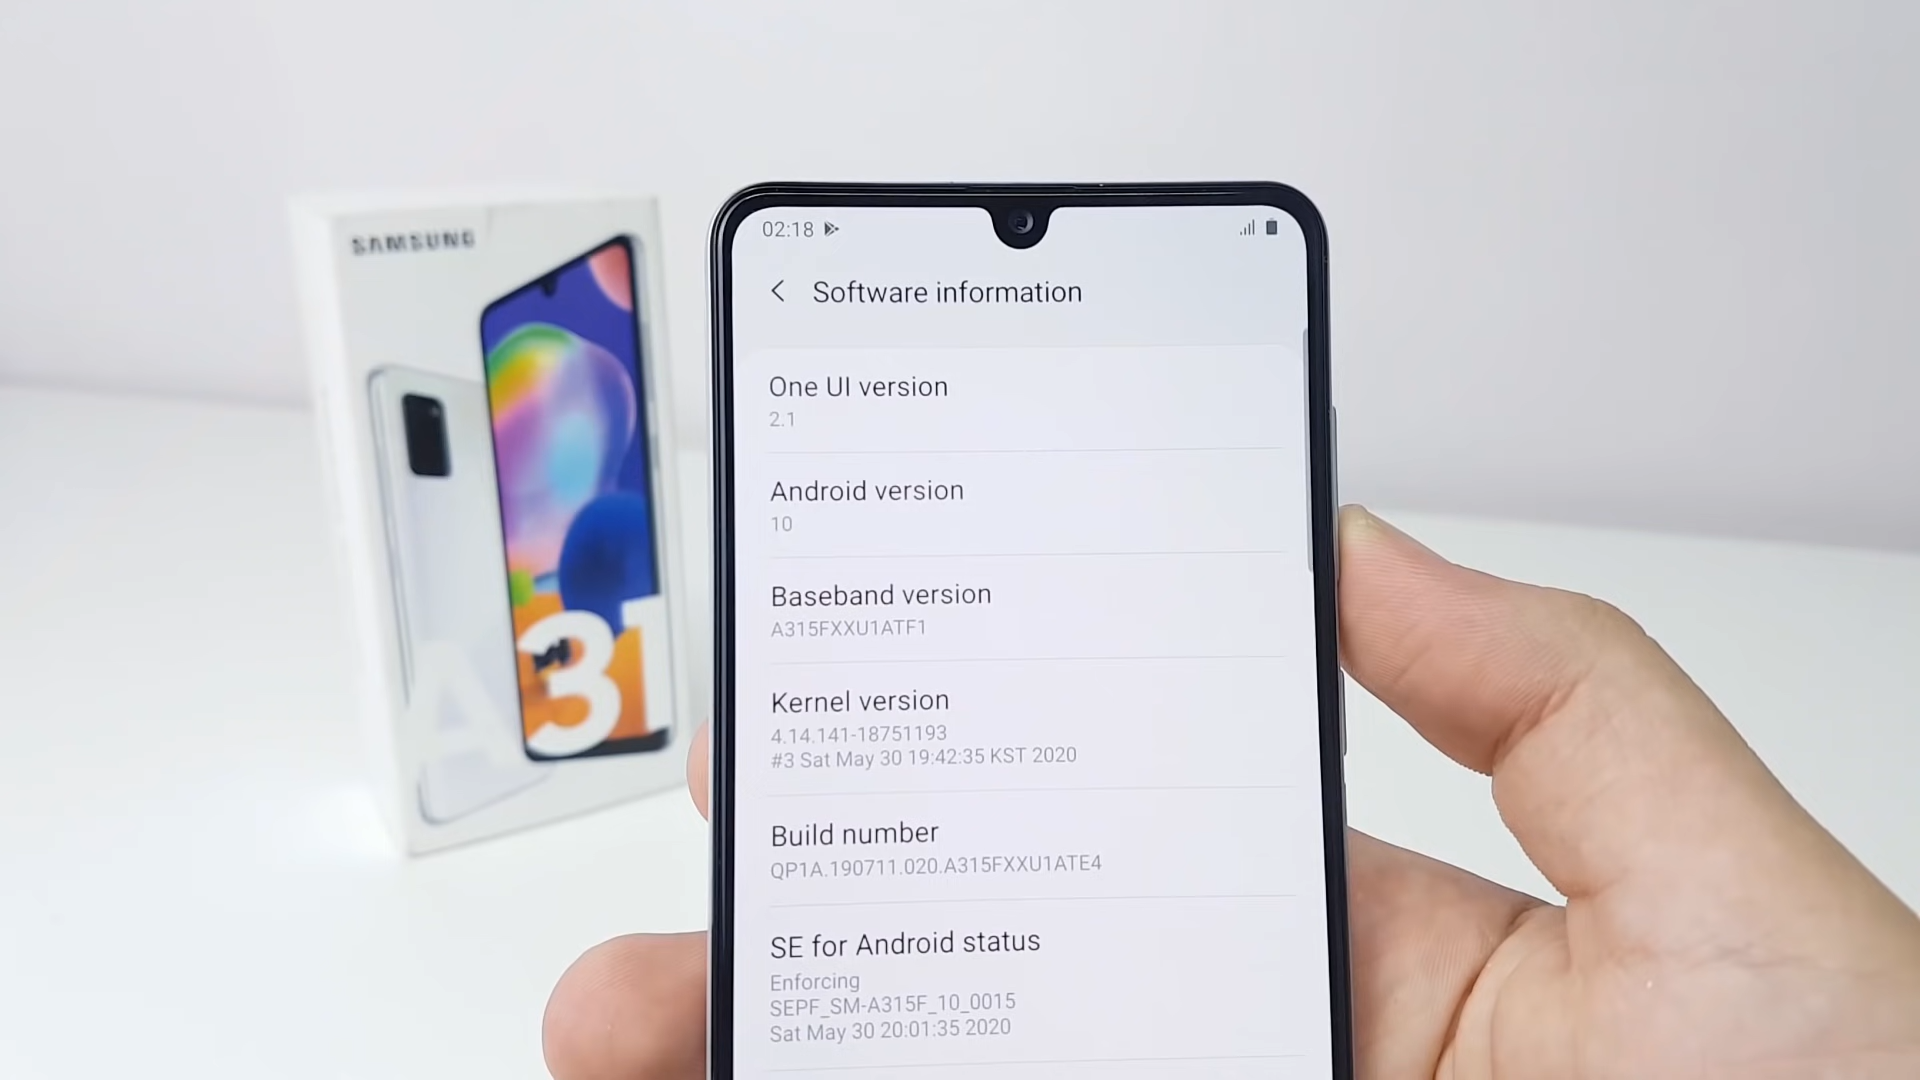 SAMSUNG
A31
02:18
Software information
One UI version
2.1
Android version
10
Baseband version
A315FXXU1ATF1
Kernel version
4.14.141-18751193
#3 Sat May 30 19:42:35 KST 2020
Build number
QP1A.190711.020.A315FXXU1ATE4
SE for Android status
Enforcing
SEPF_SM-A315F_10_0015
Sat May 30 20:01:35 2020